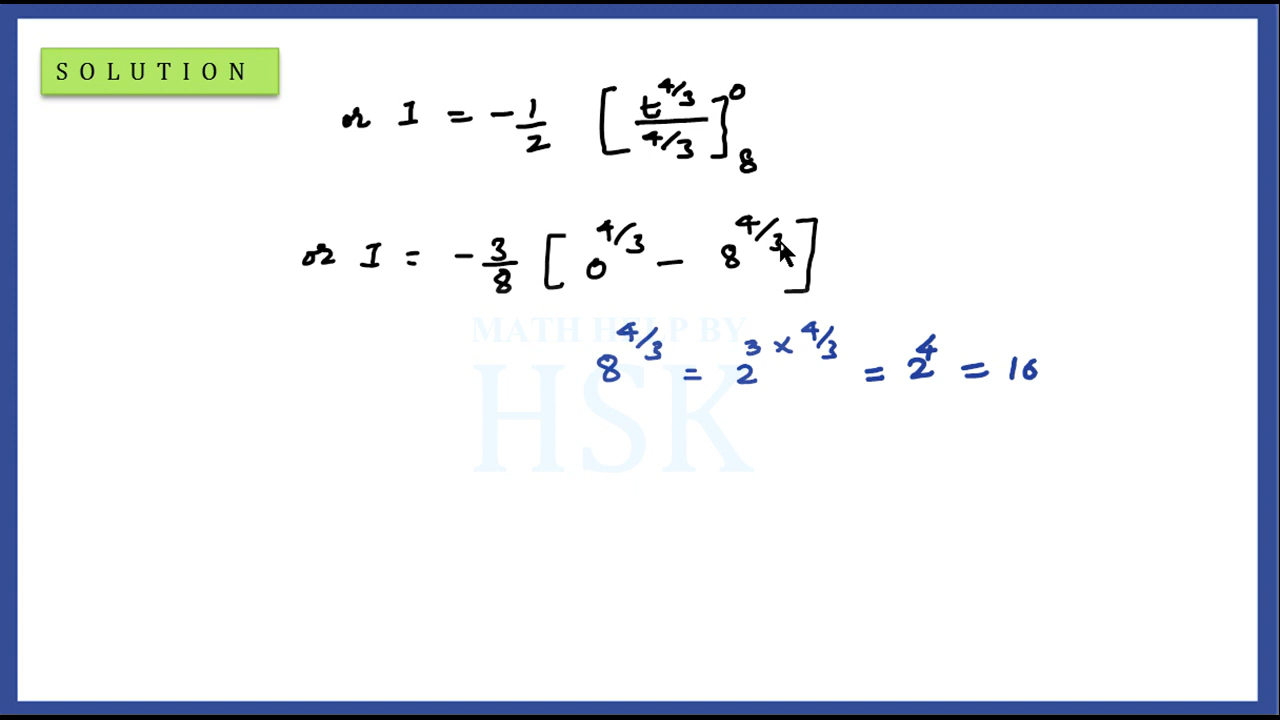 SOLUTION
or I = -1/2 [t^4/3 / 4/3]_8^0
or I = -3/8 [0^4/3 - 8^4/3]
MATH HELP BY
8^4/3 = 2^3 × 4/3 = 2^4 = 16
HSK